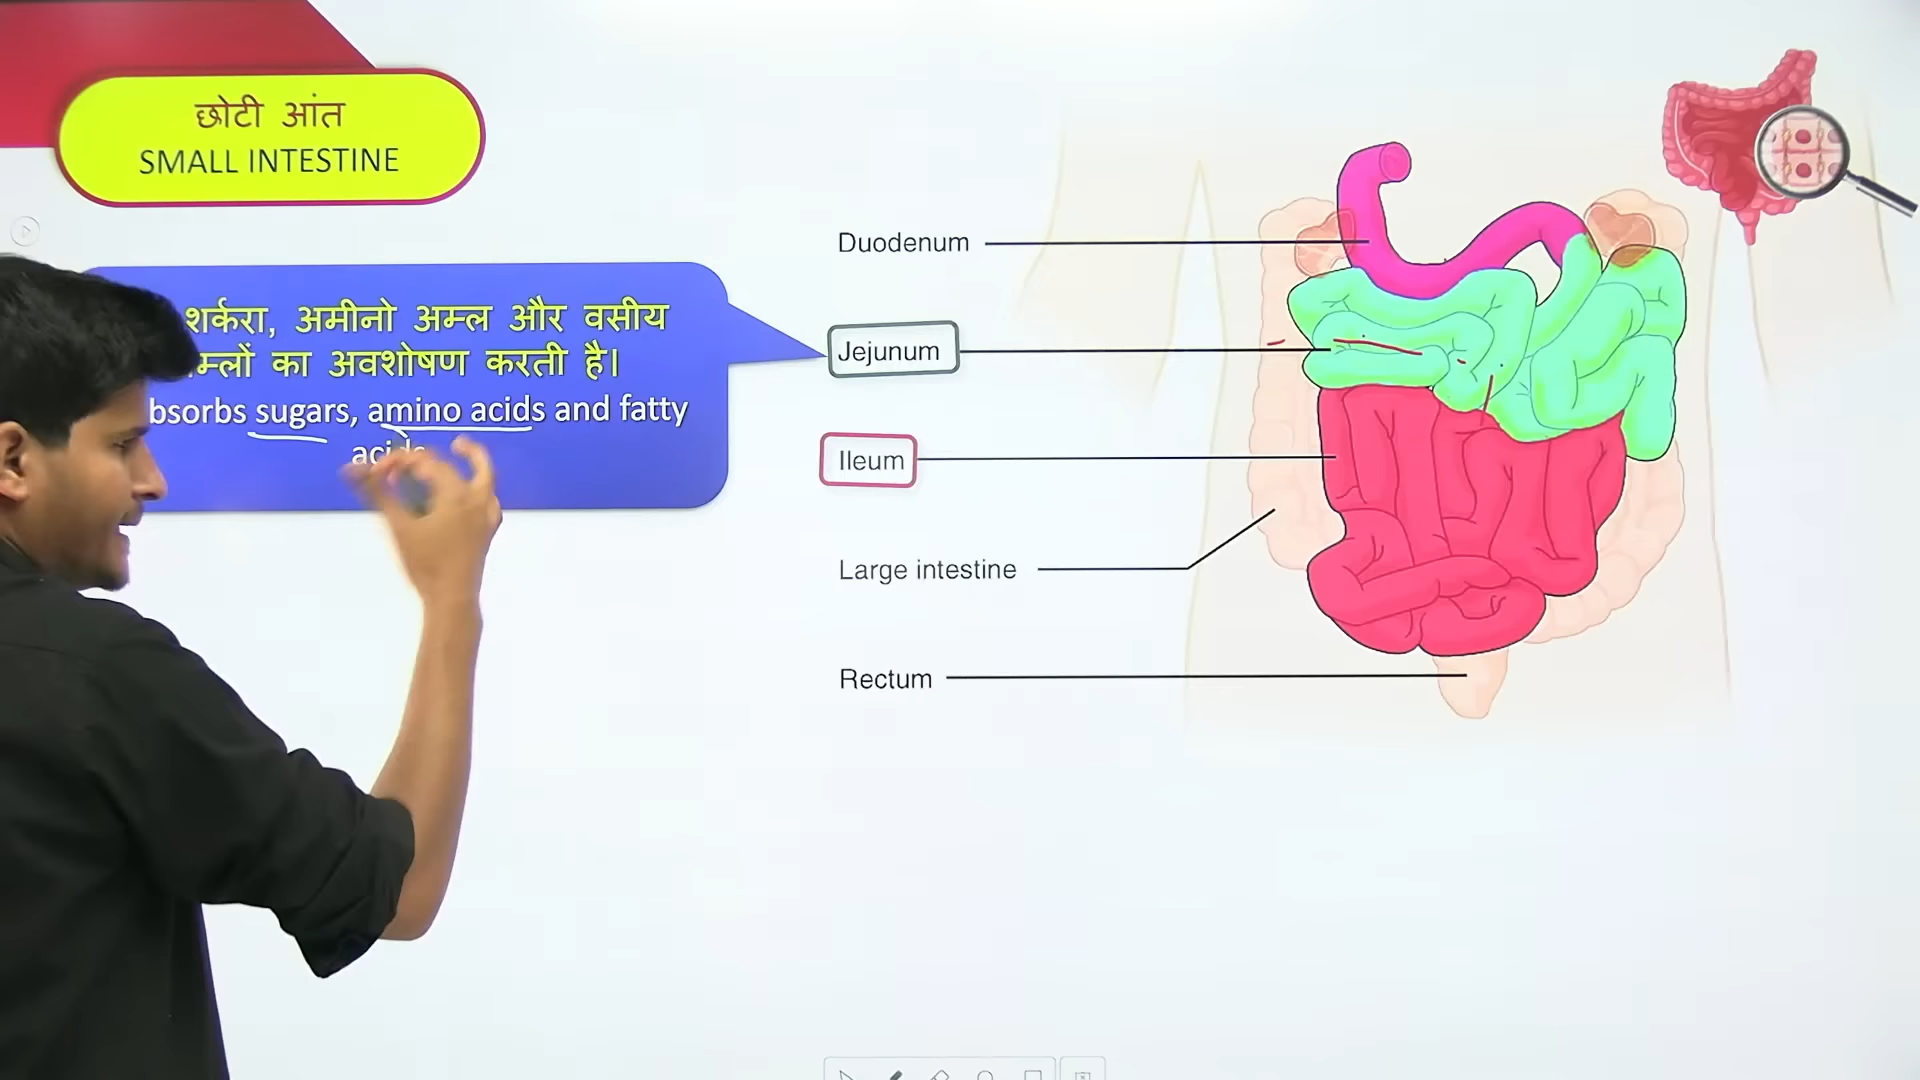 छोटी आंत
SMALL INTESTINE
शर्करा, अमीनो अम्ल और वसीय
का अवशोषण करती है।
sugars, amino acids and fatty
Duodenum
Jejunum
Ileum
Large intestine
Rectum